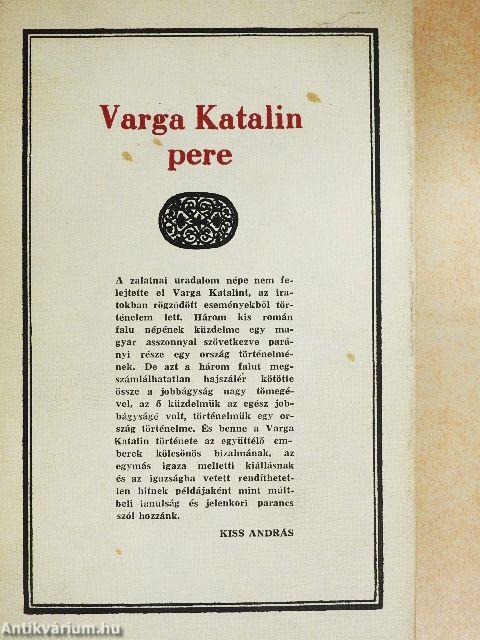 Varga Katalin
pere
A zalatnai uradalom népe nem fe-
lejtette el Varga Katalint, az ira-
tokban rögződött eseményekből tör-
ténelem lett. Három kis román
falu népének küzdelme egy ma-
gyar asszonnyal szövetkezve pará-
nyi része egy ország történelmé-
nek. De azt a három falut meg-
számlálhatatlan hajszálér kötötte
össze a jobbágyság nagy tömegé-
vel, az ő küzdelmük az egész job-
bágyságé volt, történelmük egy or-
szág történelme. És benne a Varga
Katalin története az együttélő em-
berek kölcsönös bizalmának, az
egymás igaza melletti kiállásnak
és az igazságba vetett rendíthetet-
len hitnek példájaként mint múlt-
beli tanulság és jelenkori parancs
szól hozzánk.
KISS ANDRÁS
Antikvárium.hu